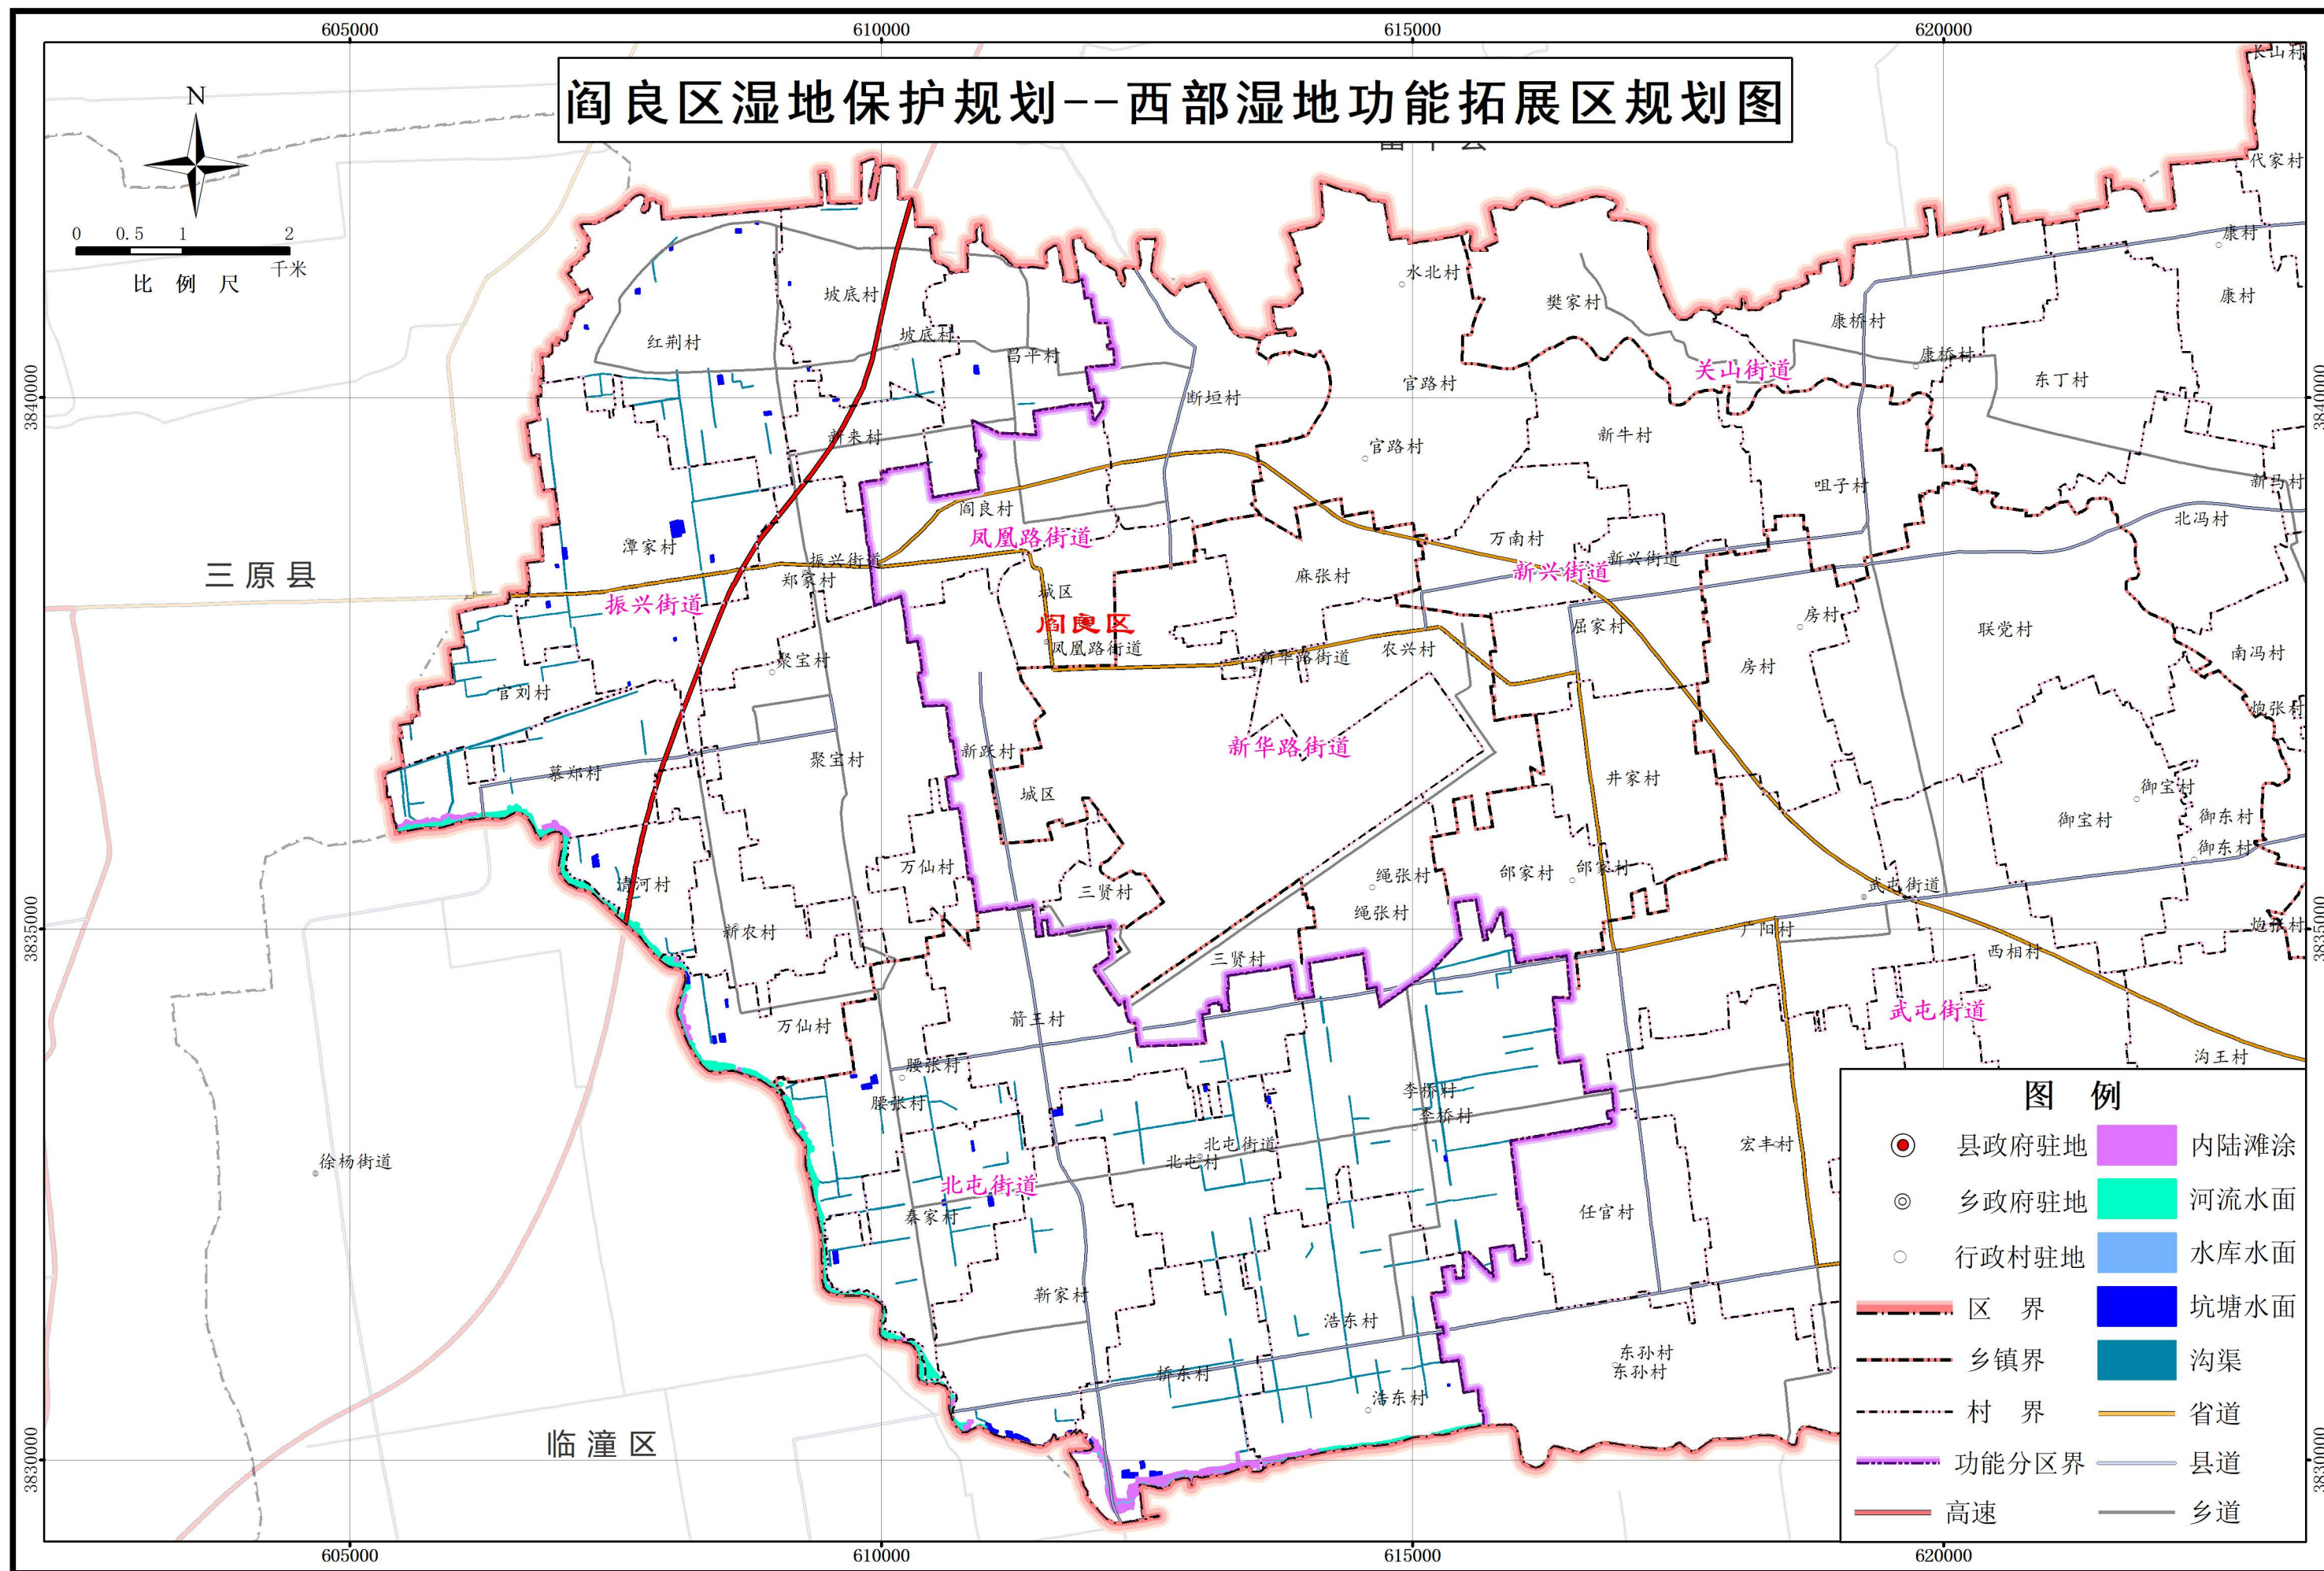 605000
610000
615000
620000
阎良区湿地保护规划--西部湿地功能拓展区规划图
N
0 0.5 1 2
千米
比 例 尺
长山村
代家村
康村
康村
水北村
樊家村
康桥村
康桥村
关山街道
东丁村
坡底村
坡底村
红荆村
昌平村
断垣村
官路村
官路村
新牛村
新来村
咀子村
新马村
北冯村
3840000
3840000
阎良村
凤凰路街道
潭家村
振兴街道
郑家村
万南村
新兴街道
新兴街道
三原县
振兴街道
麻张村
城区
阎良区
凤凰路街道
屈家村
房村
房村
联党村
南冯村
聚宝村
新华路街道
农兴村
官刘村
炮张村
新华路街道
新跃村
聚宝村
慕郑村
井家村
城区
御宝村
御宝村
御东村
御东村
万仙村
清河村
三贤村
绳张村
绳张村
邰家村
邰家村
武屯街道
新农村
三贤村
广阳村
西相村
炮张村
3835000
3835000
万仙村
箭王村
武屯街道
沟王村
腰张村
腰张村
李桥村
李桥村
徐杨街道
北屯街道
北屯村
宏丰村
北屯街道
秦家村
任官村
靳家村
浩东村
桥东村
浩东村
东孙村
东孙村
临潼区
3830000
3830000
图 例
县政府驻地
内陆滩涂
乡政府驻地
河流水面
行政村驻地
水库水面
区 界
坑塘水面
乡镇界
沟渠
村 界
省道
功能分区界
县道
高速
乡道
605000
610000
615000
620000